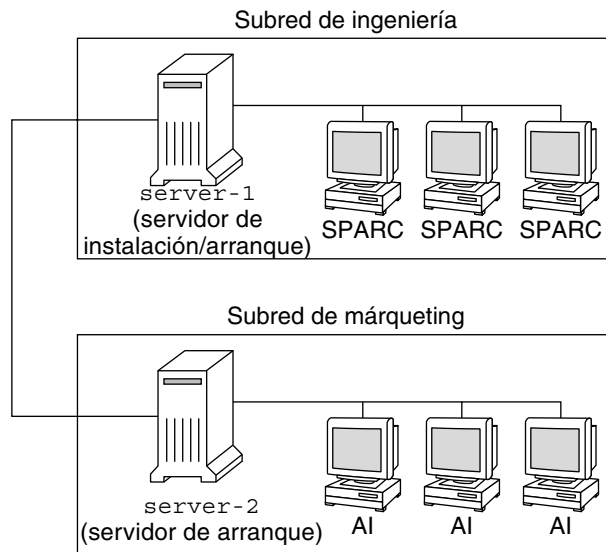 Subred de ingeniería
server-1
(servidor de
instalación/arranque)
SPARC SPARC SPARC
Subred de márqueting
server-2
(servidor de arranque)
AI AI AI